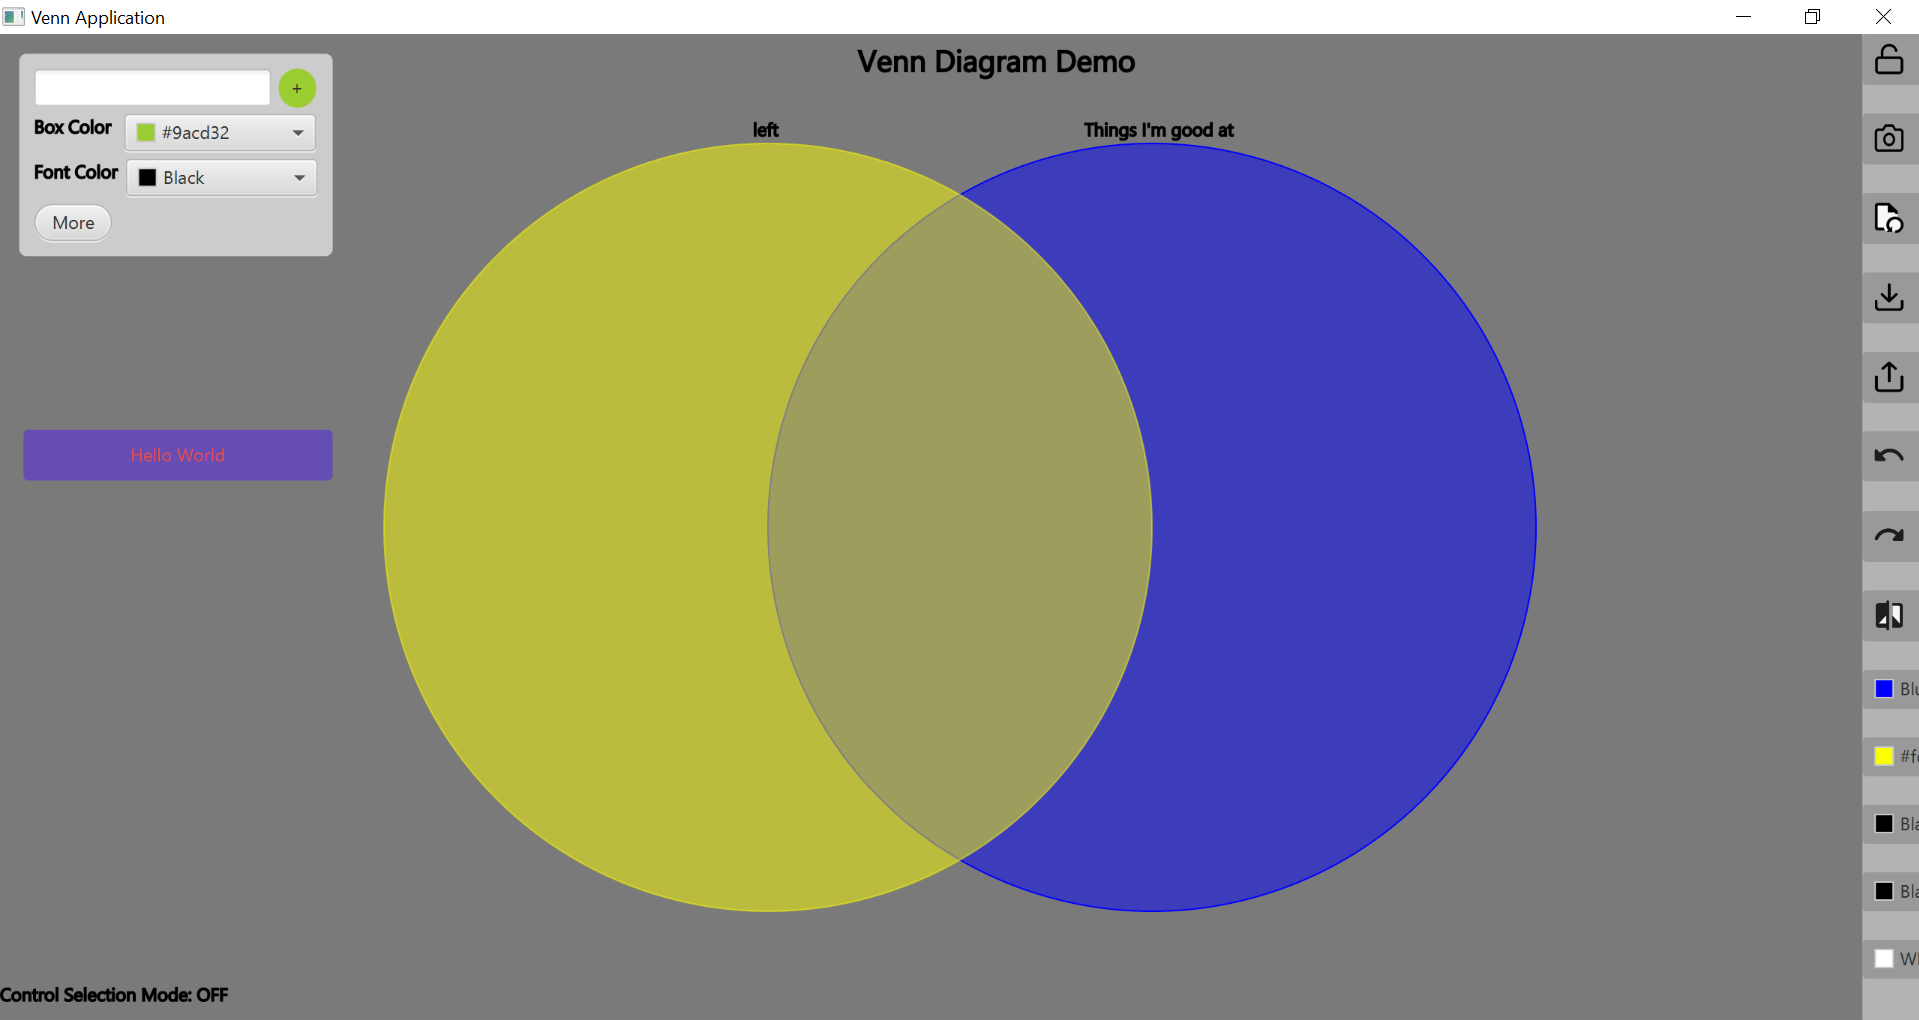 Venn Application
Venn Diagram Demo
+
Box Color #9acd32
Font Color Black
More
left
Things I'm good at
Hello World
Control Selection Mode: OFF